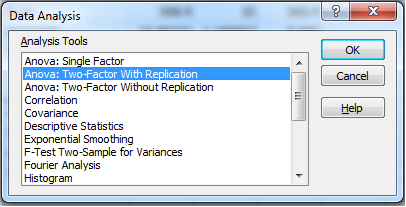 Data Analysis
Analysis Tools
Anova: Single Factor
Anova: Two-Factor With Replication
Anova: Two-Factor Without Replication
Correlation
Covariance
Descriptive Statistics
Exponential Smoothing
F-Test Two-Sample for Variances
Fourier Analysis
Histogram
OK
Cancel
Help